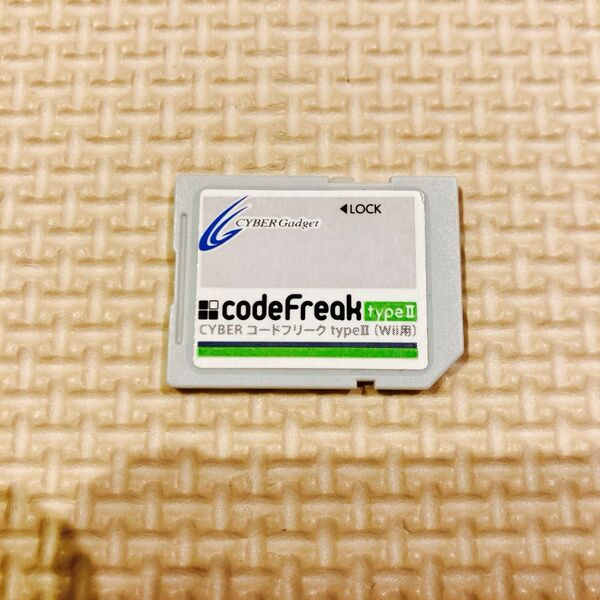 CYBER Gadget
◀LOCK
codeFreak typeII
CYBER コードフリーク typeII (Wii用)